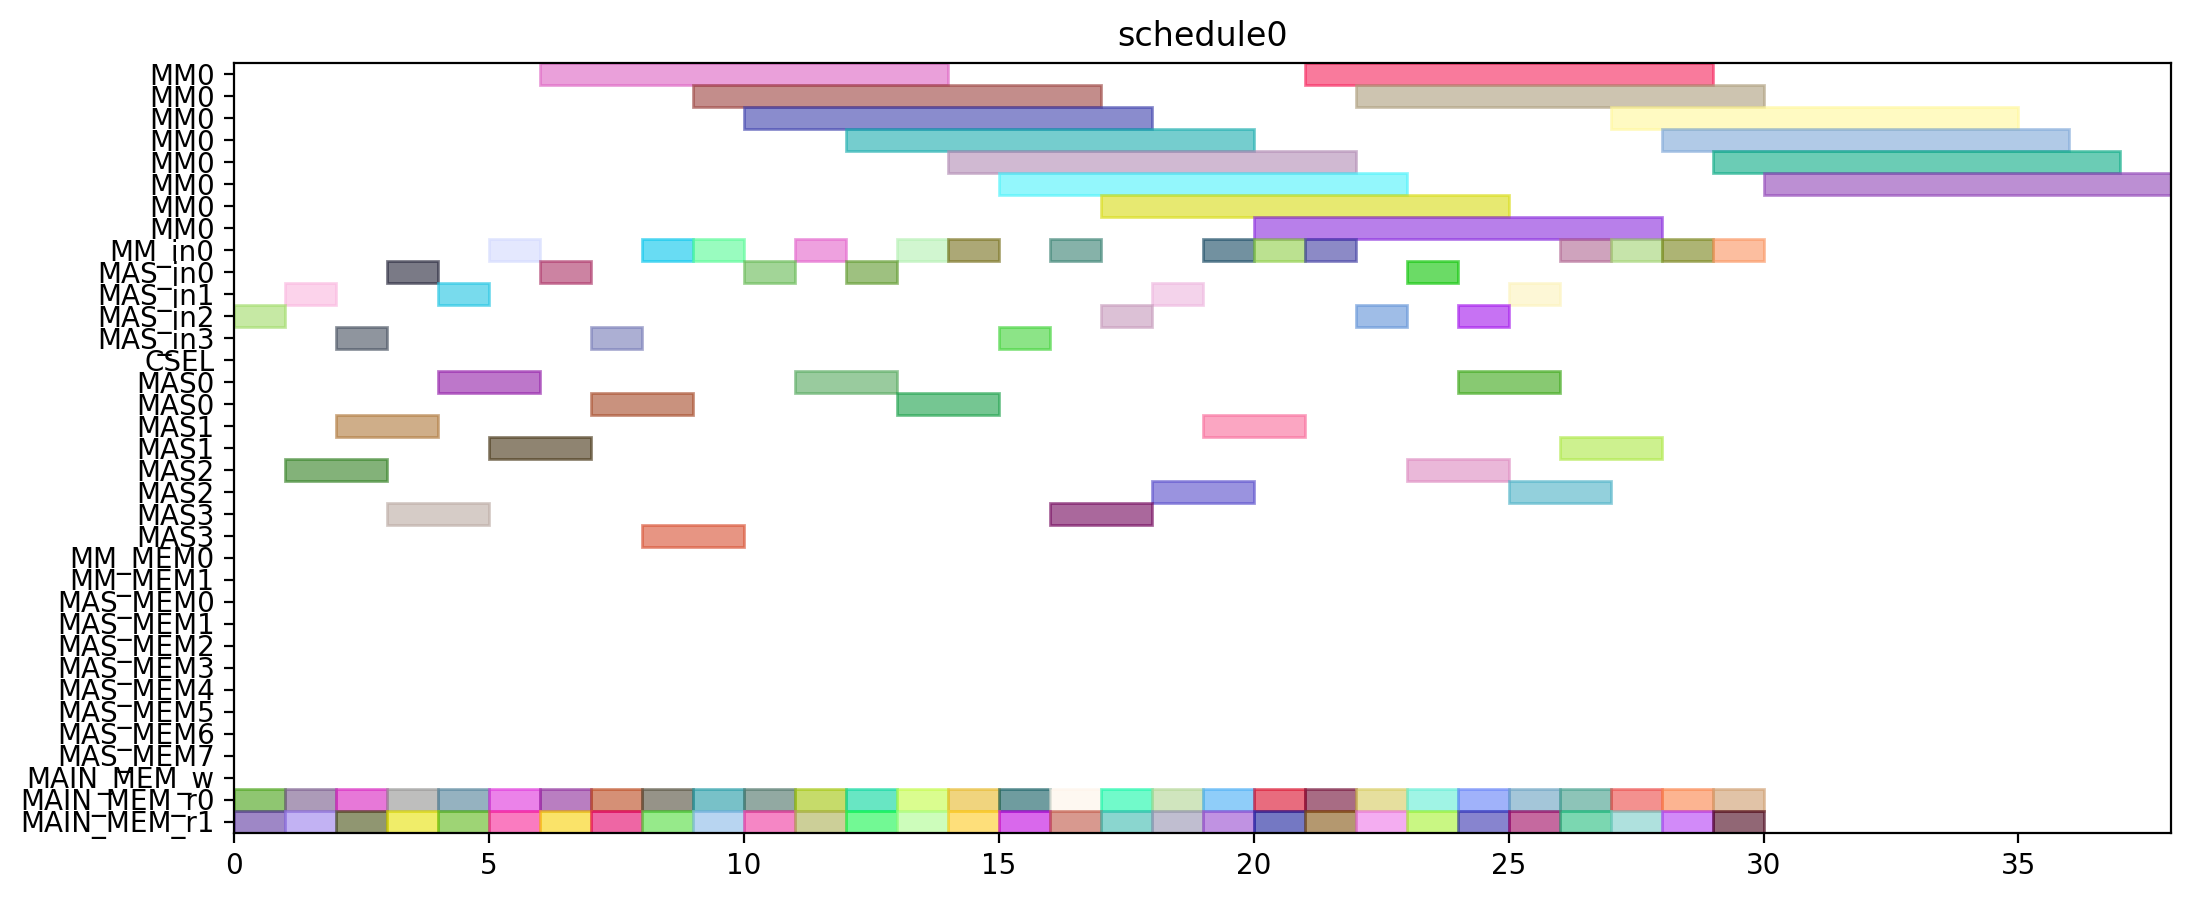 schedule0
MM0
MM0
MM0
MM0
MM0
MM0
MM0
MM0
MM_in0
MAS_in0
MAS_in1
MAS_in2
MAS_in3
CSEL
MAS0
MAS0
MAS1
MAS1
MAS2
MAS2
MAS3
MAS3
MM_MEM0
MM_MEM1
MAS_MEM0
MAS_MEM1
MAS_MEM2
MAS_MEM3
MAS_MEM4
MAS_MEM5
MAS_MEM6
MAS_MEM7
MAIN_MEM_w
MAIN_MEM_r0
MAIN_MEM_r1
0 5 10 15 20 25 30 35